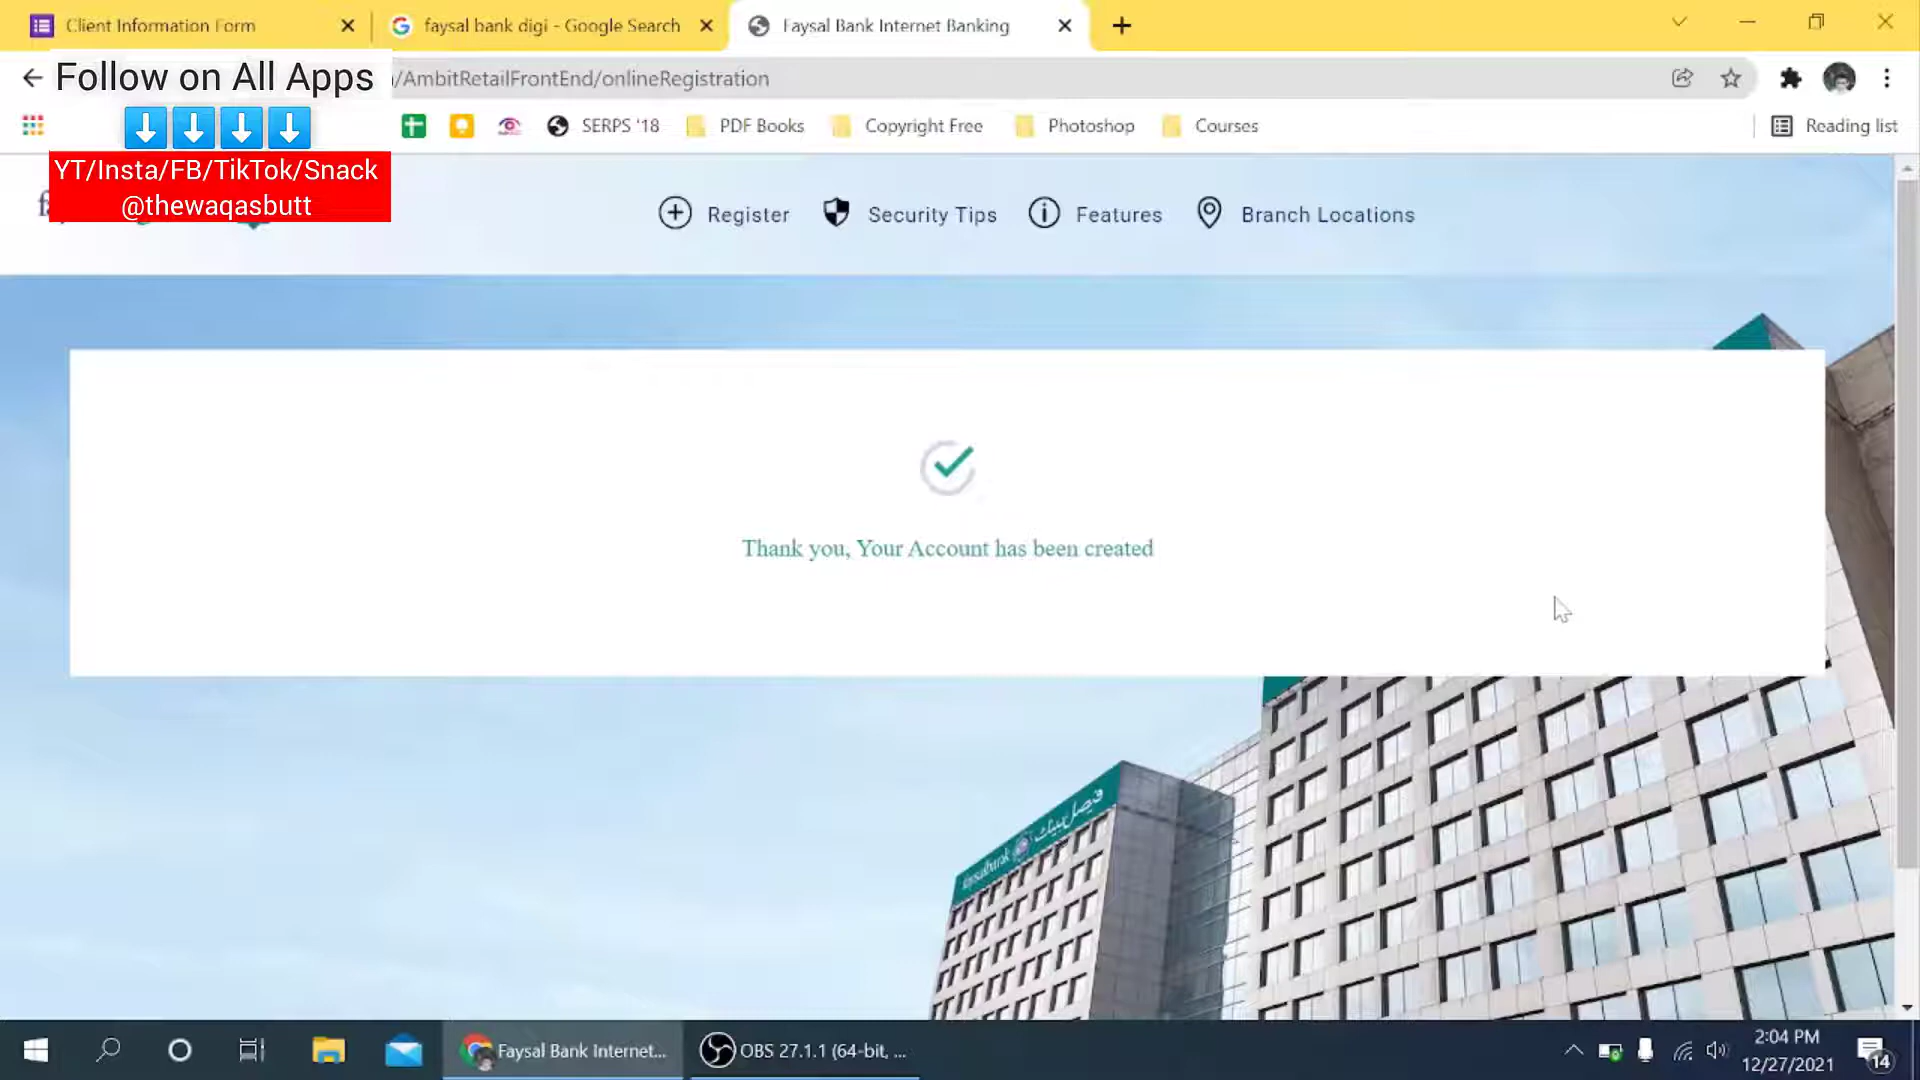 Client Information Form
faysal bank digi - Google Search
Faysal Bank Internet Banking
Follow on All Apps
/AmbitRetailFrontEnd/onlineRegistration
SERPS '18
PDF Books
Copyright Free
Photoshop
Courses
Reading list
YT/Insta/FB/TikTok/Snack
@thewaqasbutt
Register
Security Tips
Features
Branch Locations
Thank you, Your Account has been created
faysalbank فیصل بینک
Faysal Bank Internet...
OBS 27.1.1 (64-bit, ...
2:04 PM
12/27/2021
14